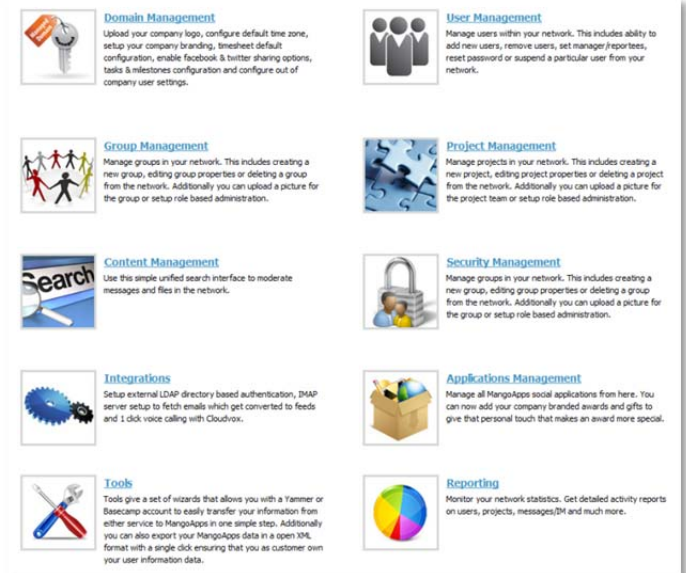 Domain Management
Upload your company logo, configure default time zone,
setup your company branding, timesheet default
configuration, enable facebook & twitter sharing options,
tasks & milestones configuration and configure out of
company user settings.
User Management
Manage users within your network. This includes ability to
add new users, remove users, set manager/reportees,
reset password or suspend a particular user from your
network.
Group Management
Manage groups in your network. This includes creating a
new group, editing group properties or deleting a group
from the network. Additionally you can upload a picture for
the group or setup role based administration.
Project Management
Manage projects in your network. This includes creating a
new project, editing project properties or deleting a project
from the network. Additionally you can upload a picture for
the project team or setup role based administration.
Search
Content Management
Use this simple unified search interface to moderate
messages and files in the network.
Security Management
Manage groups in your network. This includes creating a
new group, editing group properties or deleting a group
from the network. Additionally you can upload a picture for
the group or setup role based administration.
Integrations
Setup external LDAP directory based authentication, IMAP
server setup to fetch emails which get converted to feeds
and 1 click voice calling with Cloudvox.
Applications Management
Manage all MangoApps social applications from here. You
can now add your company branded awards and gifts to
give that personal touch that makes an award more special.
Tools
Tools give a set of wizards that allows you with a Yammer or
Basecamp account to easily transfer your information from
either service to MangoApps in one simple step. Additionally
you can also export your MangoApps data in a open XML
format with a single click ensuring that you as customer own
your user information data.
Reporting
Monitor your network statistics. Get detailed activity reports
on users, projects, messages/IM and much more.